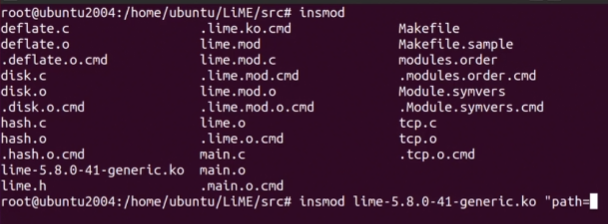 root@ubuntu2004:/home/ubuntu/LiME/src# insmod
deflate.c .lime.ko.cmd Makefile
deflate.o lime.mod Makefile.sample
.deflate.o.cmd lime.mod.c modules.order
disk.c .lime.mod.cmd .modules.order.cmd
disk.o lime.mod.o Module.symvers
.disk.o.cmd .lime.mod.o.cmd .Module.symvers.cmd
hash.c lime.o tcp.c
hash.o .lime.o.cmd tcp.o
.hash.o.cmd main.c .tcp.o.cmd
lime-5.8.0-41-generic.ko main.o
lime.h .main.o.cmd
root@ubuntu2004:/home/ubuntu/LiME/src# insmod lime-5.8.0-41-generic.ko "path=